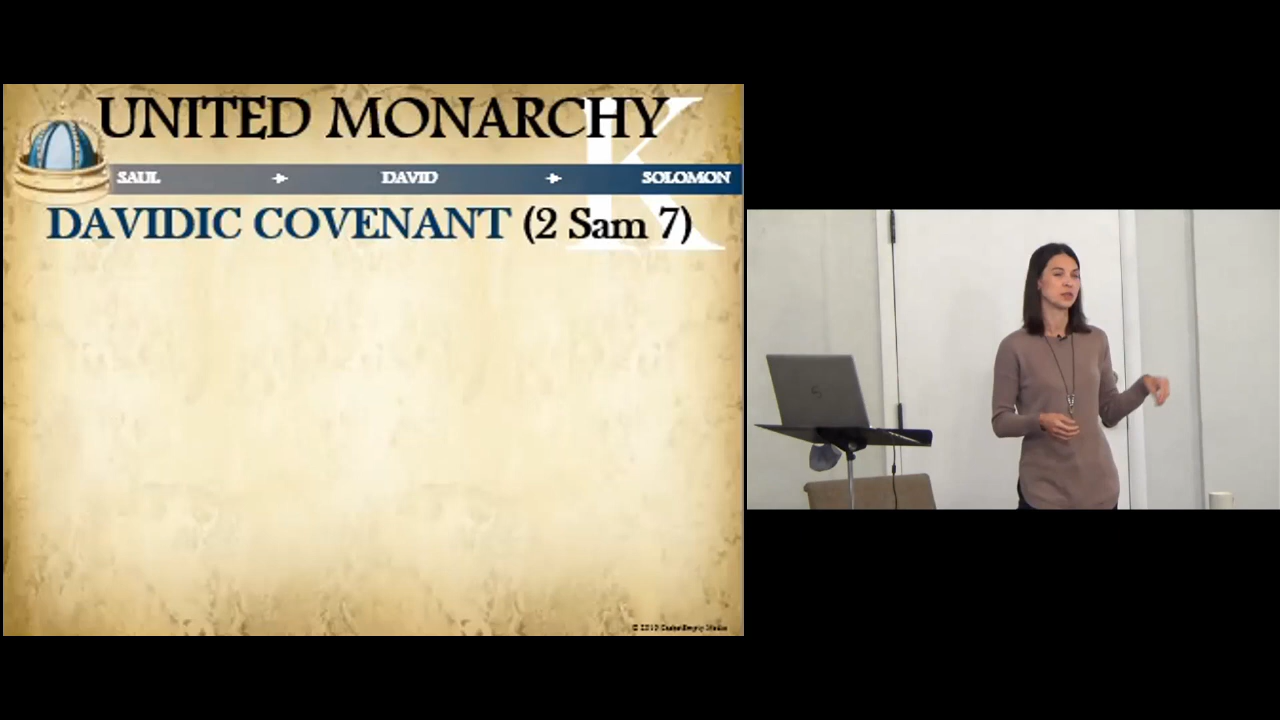 UNITED MONARCHY
K
SAUL DAVID SOLOMON
DAVIDIC COVENANT (2 Sam 7)